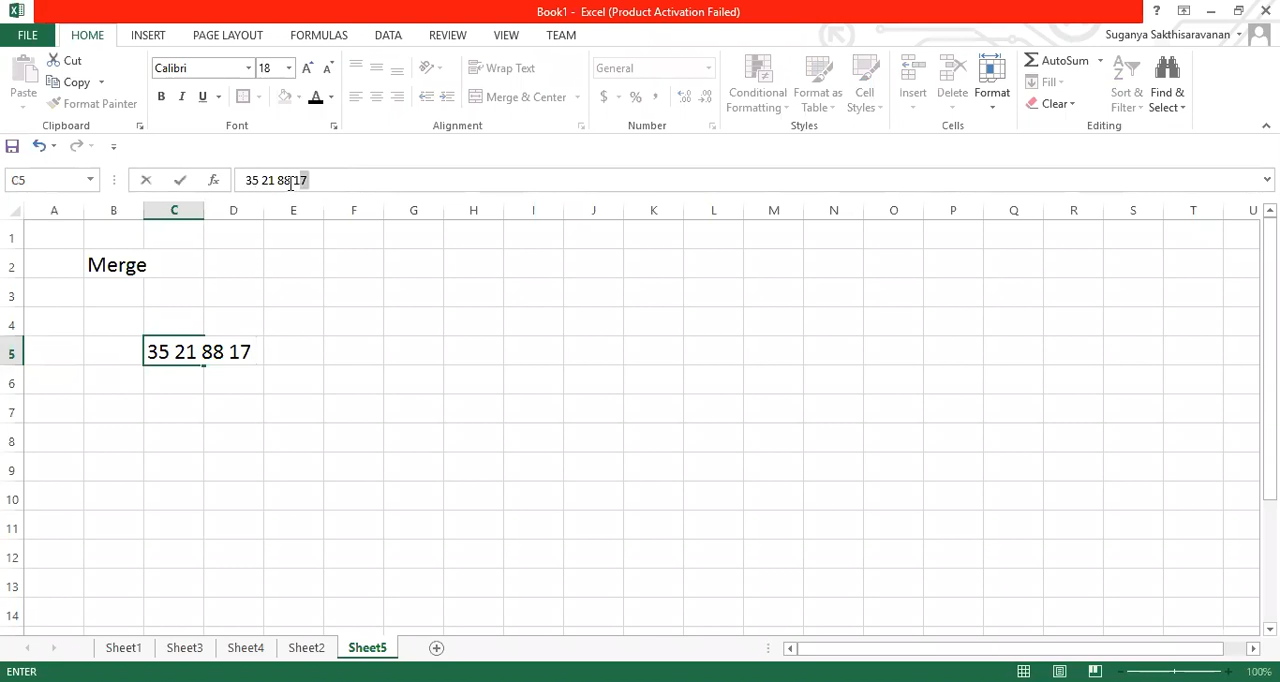 Book1 - Excel (Product Activation Failed)
?
FILE HOME INSERT PAGE LAYOUT FORMULAS DATA REVIEW VIEW TEAM Suganya Sakthisaravanan
Cut
Copy
Format Painter
Paste
Clipboard
Calibri 18 A A
B I U A
Font
Wrap Text
Merge & Center
Alignment
General
$ % ,
Number
Conditional Formatting
Format as Table
Cell Styles
Styles
Insert Delete Format
Cells
AutoSum
Fill
Clear
Sort & Filter
Find & Select
Editing
C5 fx 35 21 88 17
A B C D E F G H I J K L M N O P Q R S T U
1
2 Merge
3
4
5 35 21 88 17
6
7
8
9
10
11
12
13
14
Sheet1 Sheet3 Sheet4 Sheet2 Sheet5
ENTER 100%